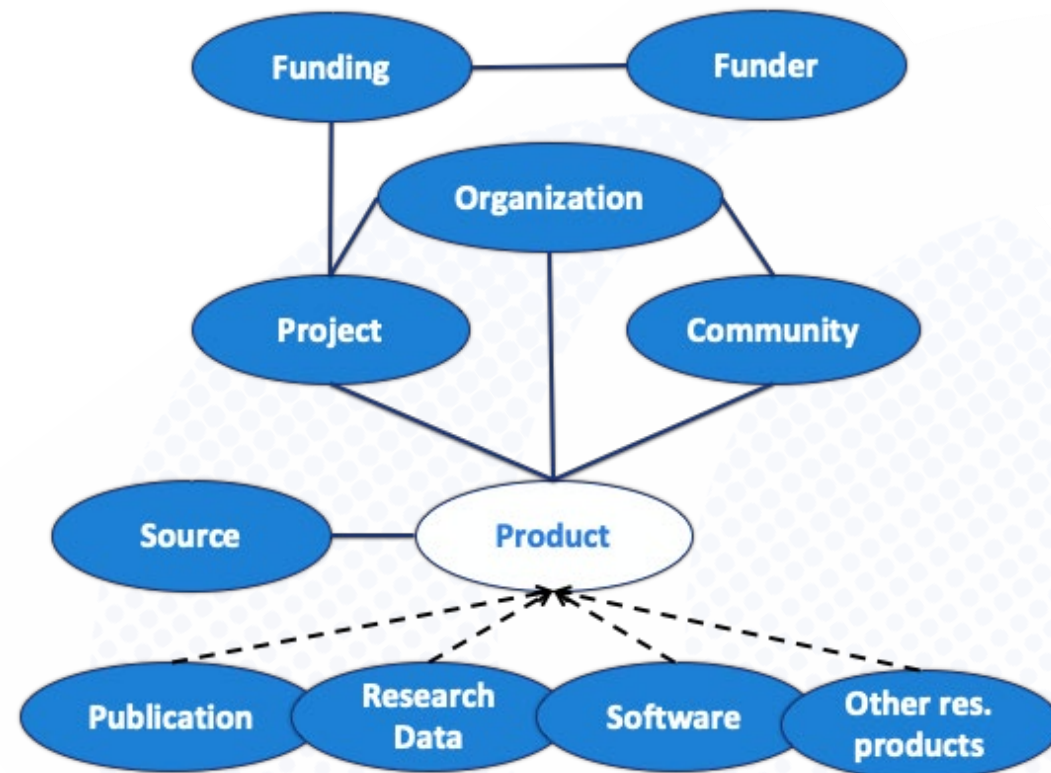 Funding
Funder
Organization
Project
Community
Source
Product
Publication
Research
Data
Software
Other res.
products